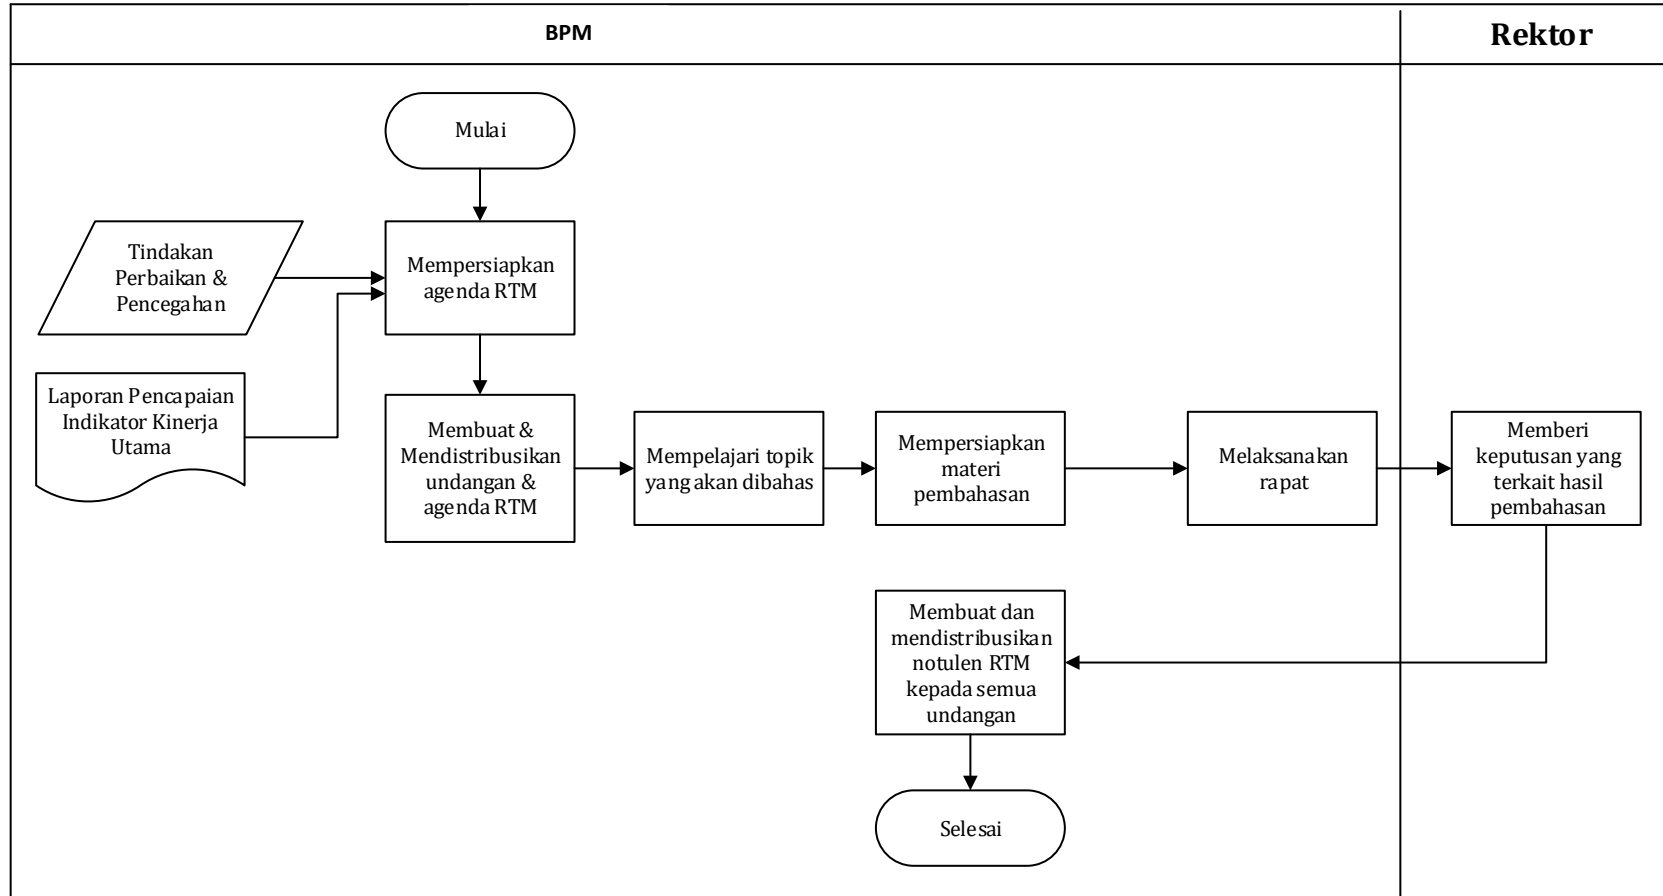 BPM
Rektor
Mulai
Tindakan
Perbaikan &
Pencegahan
Mempersiapkan
agenda RTM
Laporan Pencapaian
Indikator Kinerja
Utama
Membuat &
Mendistribusikan
undangan &
agenda RTM
Mempelajari topik
yang akan dibahas
Mempersiapkan
materi
pembahasan
Melaksanakan
rapat
Memberi
keputusan yang
terkait hasil
pembahasan
Membuat dan
mendistribusikan
notulen RTM
kepada semua
undangan
Selesai